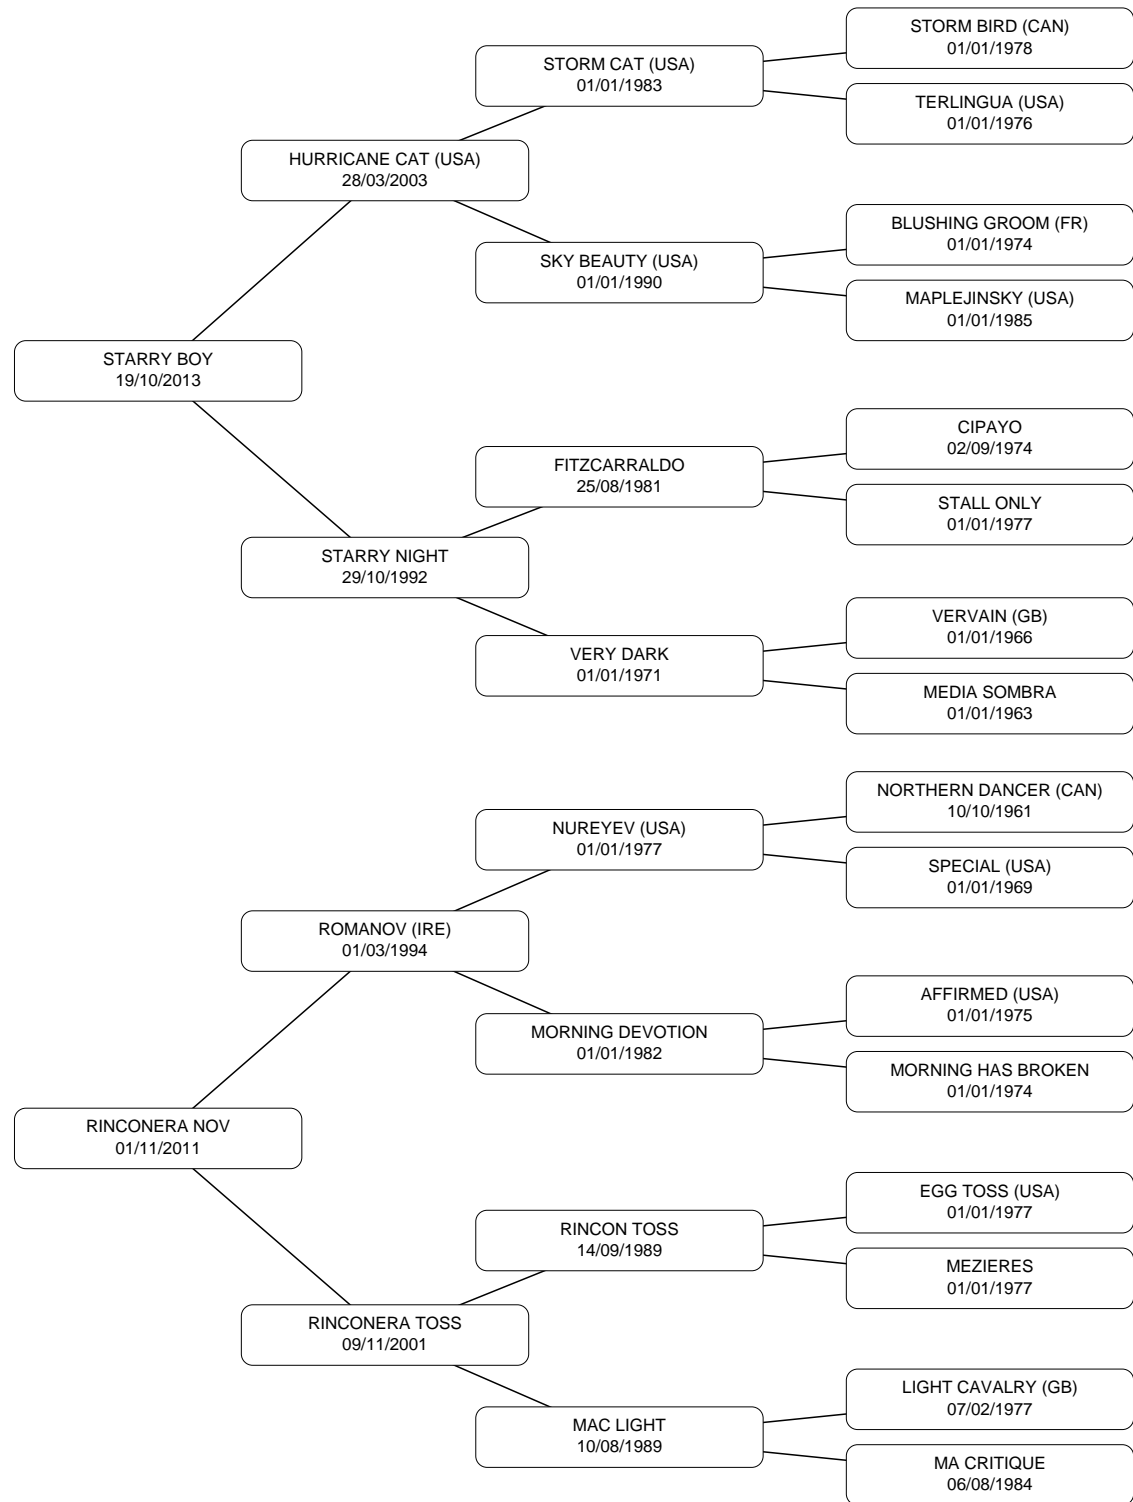 STORM BIRD (CAN)
01/01/1978
STORM CAT (USA)
01/01/1983
TERLINGUA (USA)
01/01/1976
HURRICANE CAT (USA)
28/03/2003
BLUSHING GROOM (FR)
01/01/1974
SKY BEAUTY (USA)
01/01/1990
MAPLEJINSKY (USA)
01/01/1985
STARRY BOY
19/10/2013
CIPAYO
02/09/1974
FITZCARRALDO
25/08/1981
STALL ONLY
01/01/1977
STARRY NIGHT
29/10/1992
VERVAIN (GB)
01/01/1966
VERY DARK
01/01/1971
MEDIA SOMBRA
01/01/1963
NORTHERN DANCER (CAN)
10/10/1961
NUREYEV (USA)
01/01/1977
SPECIAL (USA)
01/01/1969
ROMANOV (IRE)
01/03/1994
AFFIRMED (USA)
01/01/1975
MORNING DEVOTION
01/01/1982
MORNING HAS BROKEN
01/01/1974
RINCONERA NOV
01/11/2011
EGG TOSS (USA)
01/01/1977
RINCON TOSS
14/09/1989
MEZIERES
01/01/1977
RINCONERA TOSS
09/11/2001
LIGHT CAVALRY (GB)
07/02/1977
MAC LIGHT
10/08/1989
MA CRITIQUE
06/08/1984